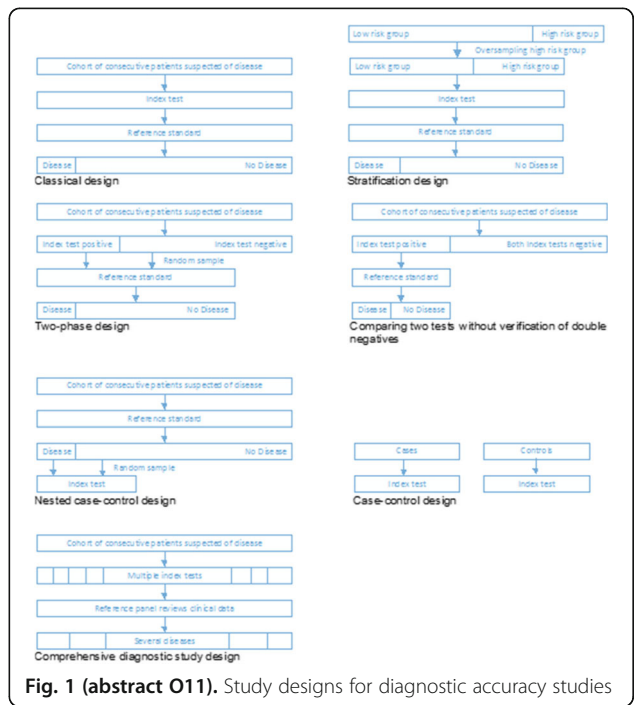 Cohort of consecutive patients suspected of disease
Index test
Reference standard
Disease No Disease
Classical design
Low risk group High risk group
Oversampling high risk group
Low risk group High risk group
Index test
Reference standard
Disease No Disease
Stratification design
Cohort of consecutive patients suspected of disease
Index test positive Index test negative
Random sample
Reference standard
Disease No Disease
Two-phase design
Cohort of consecutive patients suspected of disease
Index test positive Both Index tests negative
Reference standard
Disease No Disease
Comparing two tests without verification of double
negatives
Cohort of consecutive patients suspected of disease
Reference standard
Disease No Disease
Random sample
Index test
Nested case-control design
Cases Controls
Index test Index test
Case-control design
Cohort of consecutive patients suspected of disease
Multiple index tests
Reference panel reviews clinical data
Several diseases
Comprehensive diagnostic study design
Fig. 1 (abstract O11). Study designs for diagnostic accuracy studies